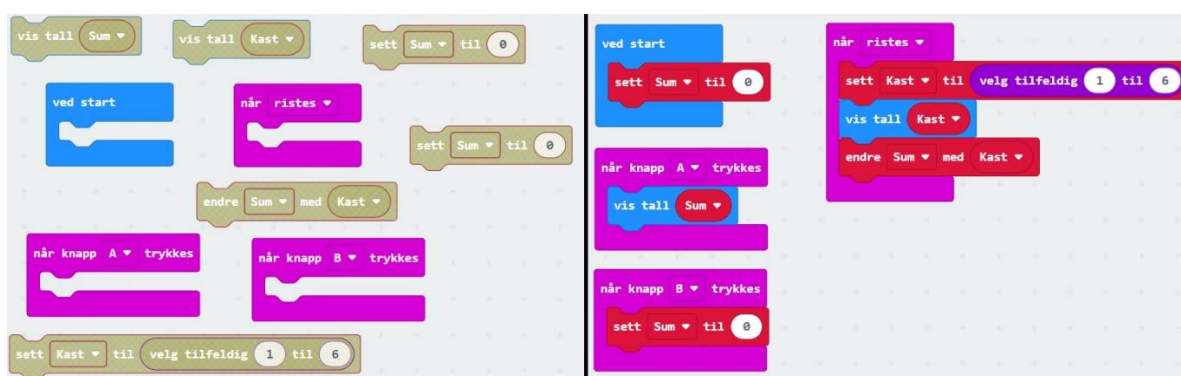 vis tall Sum
vis tall Kast
sett Sum til 0
ved start
når ristes
sett Sum til 0
endre Sum med Kast
når knapp A trykkes
når knapp B trykkes
sett Kast til velg tilfeldig 1 til 6
ved start
sett Sum til 0
når knapp A trykkes
vis tall Sum
når knapp B trykkes
sett Sum til 0
når ristes
sett Kast til velg tilfeldig 1 til 6
vis tall Kast
endre Sum med Kast